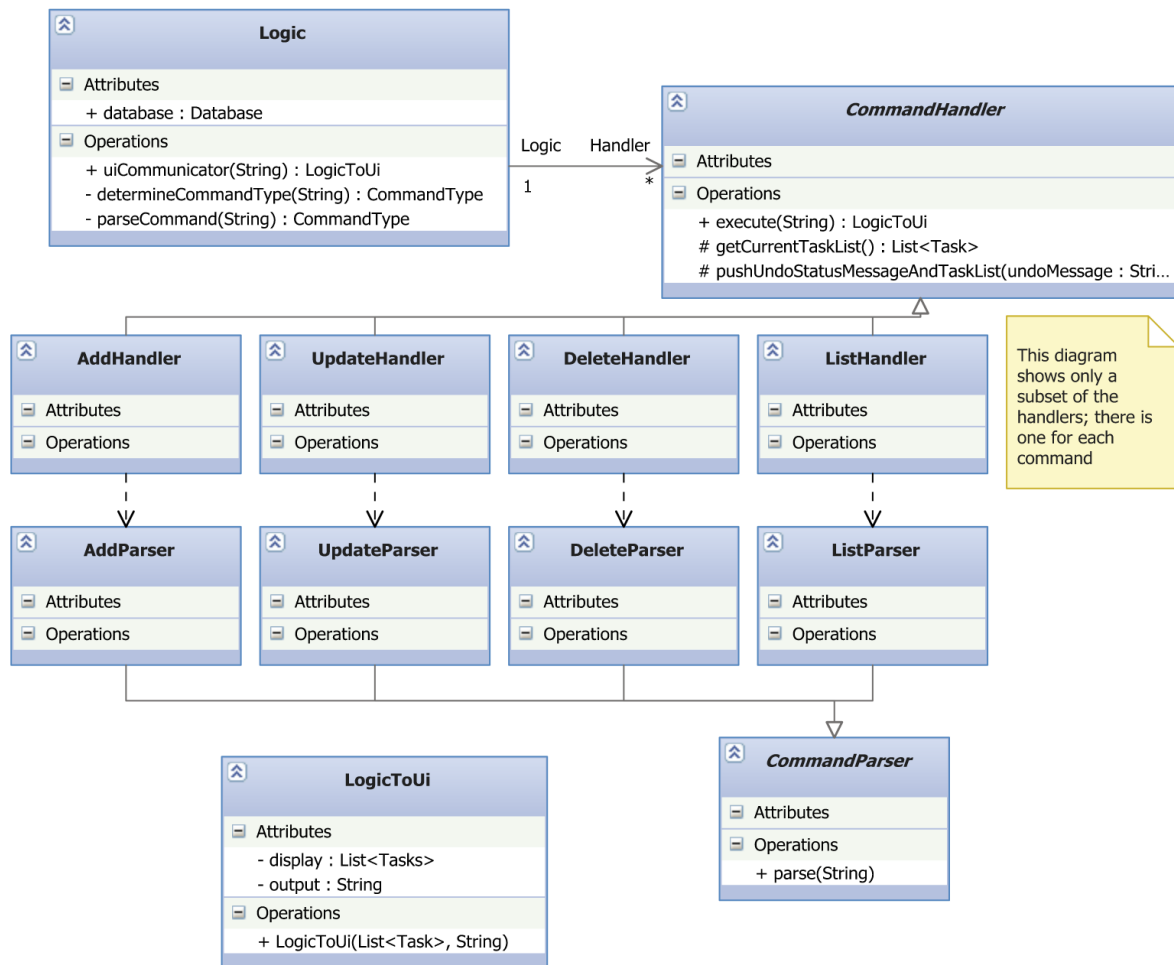 Logic
Attributes
+ database : Database
Operations
+ uiCommunicator(String) : LogicToUi
- determineCommandType(String) : CommandType
- parseCommand(String) : CommandType
Logic
Handler
1
*
CommandHandler
Attributes
Operations
+ execute(String) : LogicToUi
# getCurrentTaskList() : List<Task>
# pushUndoStatusMessageAndTaskList(undoMessage : Stri...
AddHandler
Attributes
Operations
UpdateHandler
Attributes
Operations
DeleteHandler
Attributes
Operations
ListHandler
Attributes
Operations
This diagram
shows only a
subset of the
handlers; there is
one for each
command
AddParser
Attributes
Operations
UpdateParser
Attributes
Operations
DeleteParser
Attributes
Operations
ListParser
Attributes
Operations
LogicToUi
Attributes
- display : List<Tasks>
- output : String
Operations
+ LogicToUi(List<Task>, String)
CommandParser
Attributes
Operations
+ parse(String)